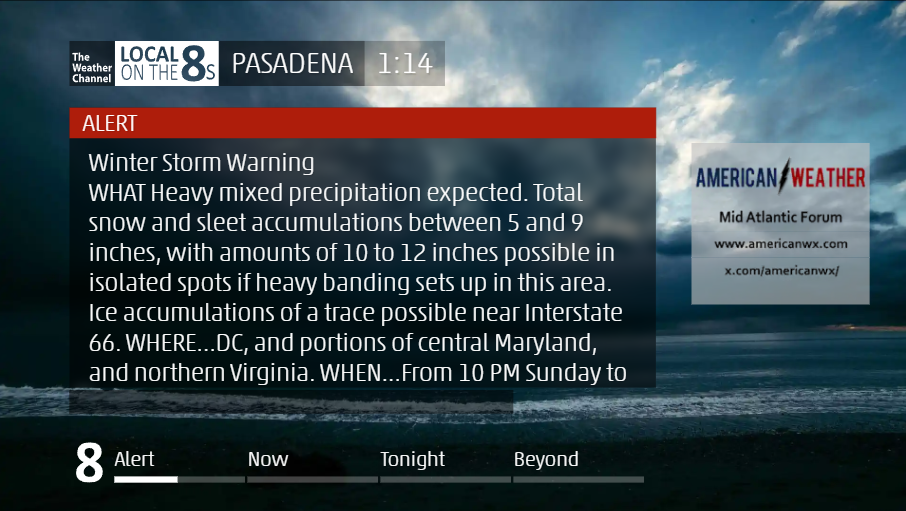 The
Weather
Channel
LOCAL
ON THE 8s
PASADENA 1:14
ALERT
Winter Storm Warning
WHAT Heavy mixed precipitation expected. Total
snow and sleet accumulations between 5 and 9
inches, with amounts of 10 to 12 inches possible in
isolated spots if heavy banding sets up in this area.
Ice accumulations of a trace possible near Interstate
66. WHERE...DC, and portions of central Maryland,
and northern Virginia. WHEN...From 10 PM Sunday to
AMERICAN WEATHER
Mid Atlantic Forum
www.americanwx.com
x.com/americanwx/
8 Alert Now Tonight Beyond